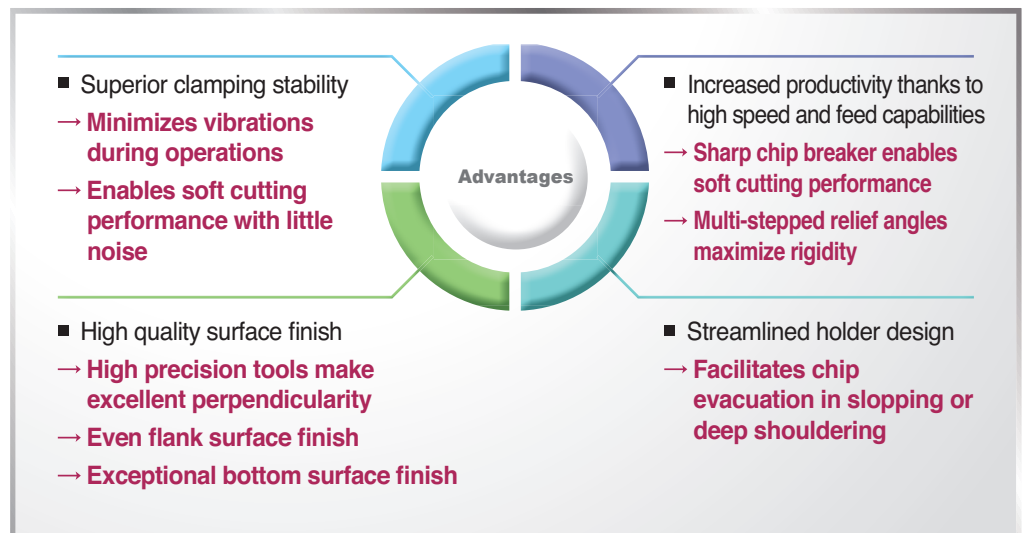 ■ Superior clamping stability
→ Minimizes vibrations
during operations
→ Enables soft cutting
performance with little
noise
Advantages
■ Increased productivity thanks to
high speed and feed capabilities
→ Sharp chip breaker enables
soft cutting performance
→ Multi-stepped relief angles
maximize rigidity
■ High quality surface finish
→ High precision tools make
excellent perpendicularity
→ Even flank surface finish
→ Exceptional bottom surface finish
■ Streamlined holder design
→ Facilitates chip
evacuation in slopping or
deep shouldering